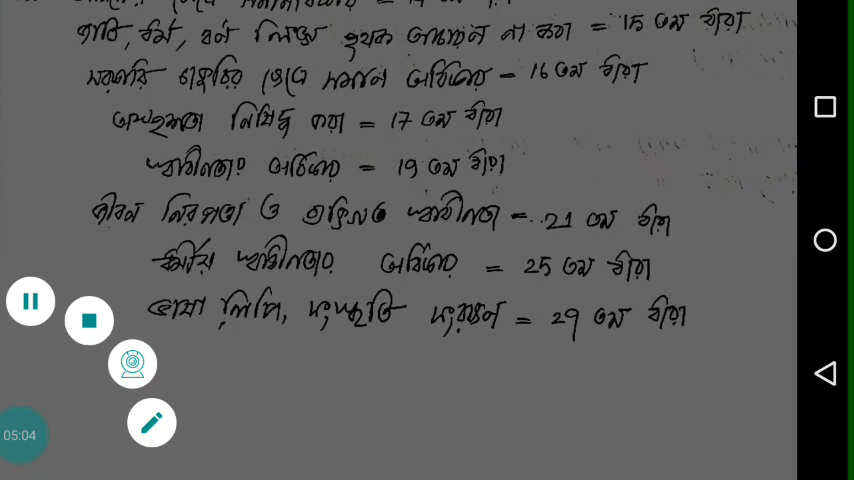 জাতি, ধর্ম, বর্ণ লিঙ্গে পৃথক আচরণ না করা = 15 তম ধারা
সরকারি চাকুরির ক্ষেত্রে সমান অধিকার = 16 তম ধারা
অস্পৃশ্যতা নিষিদ্ধ করা = 17 তম ধারা
স্বাধীনতার অধিকার = 19 তম ধারা
জীবন নিরাপত্তা ও ব্যক্তিগত স্বাধীনতা = 21 তম ধারা
ধর্মীয় স্বাধীনতার অধিকার = 25 তম ধারা
ভাষা লিপি, সংস্কৃতি সংরক্ষণ = 29 তম ধারা
05:04